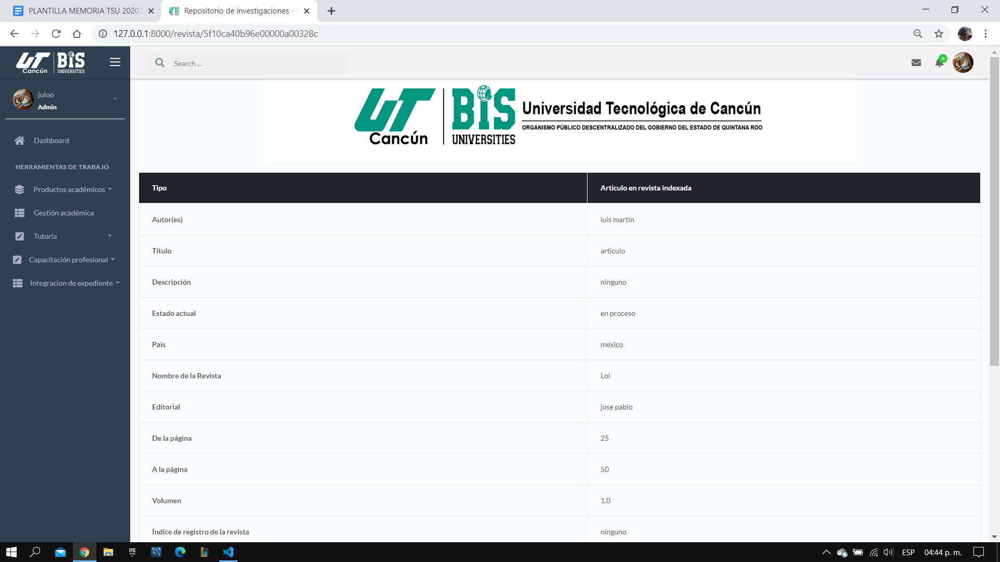 PLANTILLA MEMORIA TSU 2020
Repositorio de investigaciones -
127.0.0.1:8000/revista/5f10ca40b96e00000a00328c
UT BIS
Cancún UNIVERSITIES
Search ...
4
juloo
Admin
UT BIS Universidad Tecnológica de Cancún
ORGANISMO PÚBLICO DESCENTRALIZADO DEL GOBIERNO DEL ESTADO DE QUINTANA ROO
Cancún UNIVERSITIES
Dashboard
HERRAMIENTAS DE TRABAJO
Productos académicos
Gestión académica
Tutoría
Capacitación profesional
Integracion de expediente
Tipo Artículo en revista indexada
Autor(es) luis martin
Título articulo
Descripción ninguno
Estado actual en proceso
País mexico
Nombre de la Revista Lol
Editorial jose pablo
De la página 25
A la página 50
Volumen 1.0
Índice de registro de la revista ninguno
EPIC
GAMES
ESP 04:44 p. m.